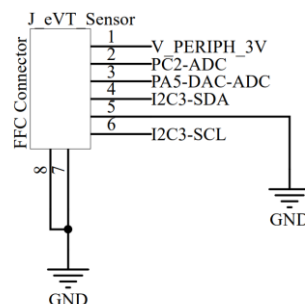 J_eVT_Sensor
FFC Connector
1 V_PERIPH_3V
2 PC2-ADC
3 PA5-DAC-ADC
4 I2C3-SDA
5
6 I2C3-SCL
8
7
GND
GND